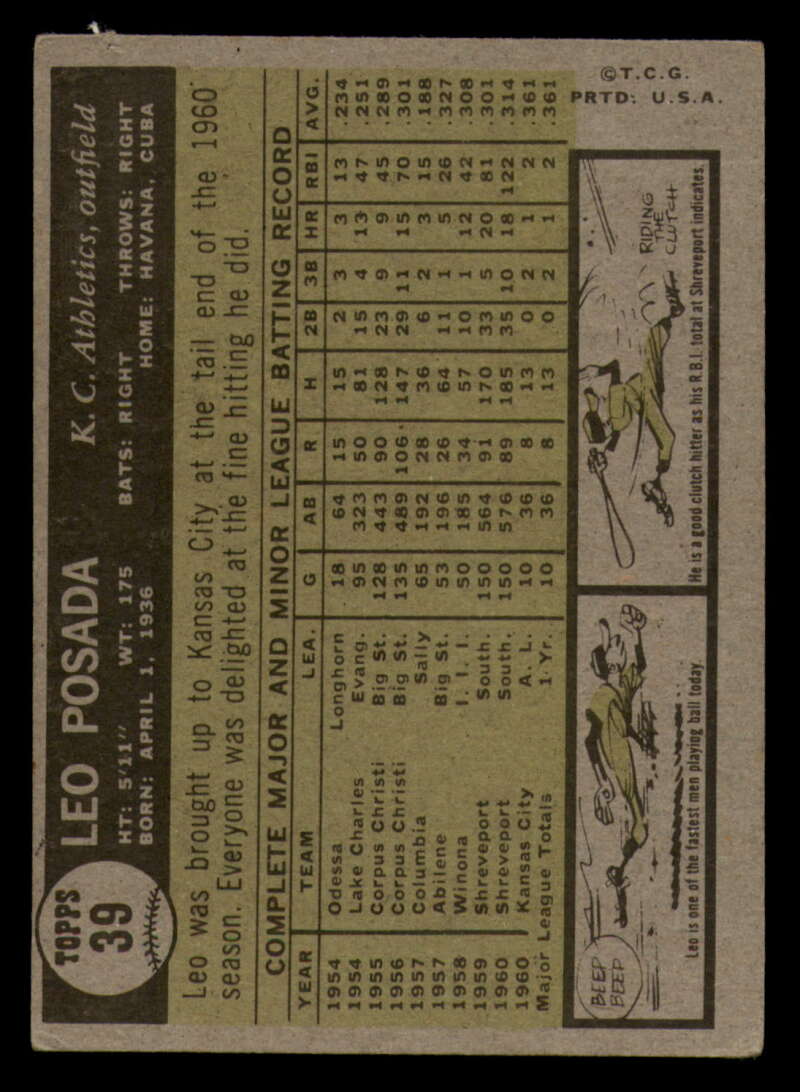 TOPPS
39
LEO POSADA
K. C. Athletics, outfield
HT: 5'11" WT: 175 BATS: RIGHT THROWS: RIGHT
BORN: APRIL 1, 1936 HOME: HAVANA, CUBA
Leo was brought up to Kansas City at the tail end of the 1960
season. Everyone was delighted at the fine hitting he did.
COMPLETE MAJOR AND MINOR LEAGUE BATTING RECORD
YEAR TEAM LEA. G AB R H 2B 3B HR RBI AVG.
1954 Odessa Longhorn 18 64 15 15 2 3 3 13 .234
1954 Lake Charles Evang. 95 323 50 81 15 4 13 47 .251
1955 Corpus Christi Big St. 128 443 90 128 23 9 9 45 .289
1956 Corpus Christi Big St. 135 489 106 147 29 11 15 70 .301
1957 Columbia Sally 65 192 28 36 6 2 3 15 .188
1957 Abilene Big St. 53 196 26 64 11 1 5 26 .327
1958 Winona I. I. I. 50 185 34 57 10 1 12 42 .308
1959 Shreveport South. 150 564 91 170 33 5 20 81 .301
1960 Shreveport South. 150 576 89 185 35 10 18 122 .314
1960 Kansas City A. L. 10 36 8 13 0 2 1 2 .361
Major League Totals 1 Yr. 10 36 8 13 0 2 1 2 .361
BEEP
BEEP
Leo is one of the fastest men playing ball today.
RIDING
THE
CLUTCH
He is a good clutch hitter as his R.B.I. total at Shreveport indicates.
©T.C.G.
PRTD: U.S.A.